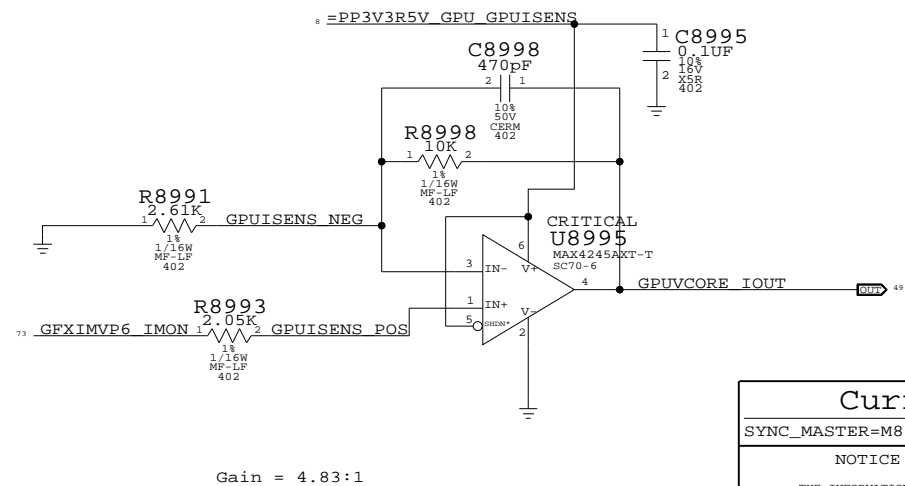 8 =PP3V3R5V_GPU_GPUISENS
1 C8995
0.1UF
10%
16V
2 X5R
402
C8998
470pF
2 1
10%
50V
CERM
402
R8998
10K
1 2
1%
1/16W
MF-LF
402
R8991
2.61K
1 2 GPUISENS_NEG
1%
1/16W
MF-LF
402
CRITICAL
U8995
MAX4245AXT-T
SC70-6
6
V+
3 IN-
4 GPUVCORE_IOUT OUT 49
1 IN+
5 SHDN*
V-
2
R8993
2.05K
73 GFXIMVP6_IMON 1 2 GPUISENS_POS
1%
1/16W
MF-LF
402
Gain = 4.83:1
SYNC_MASTER=M8
NOTICE